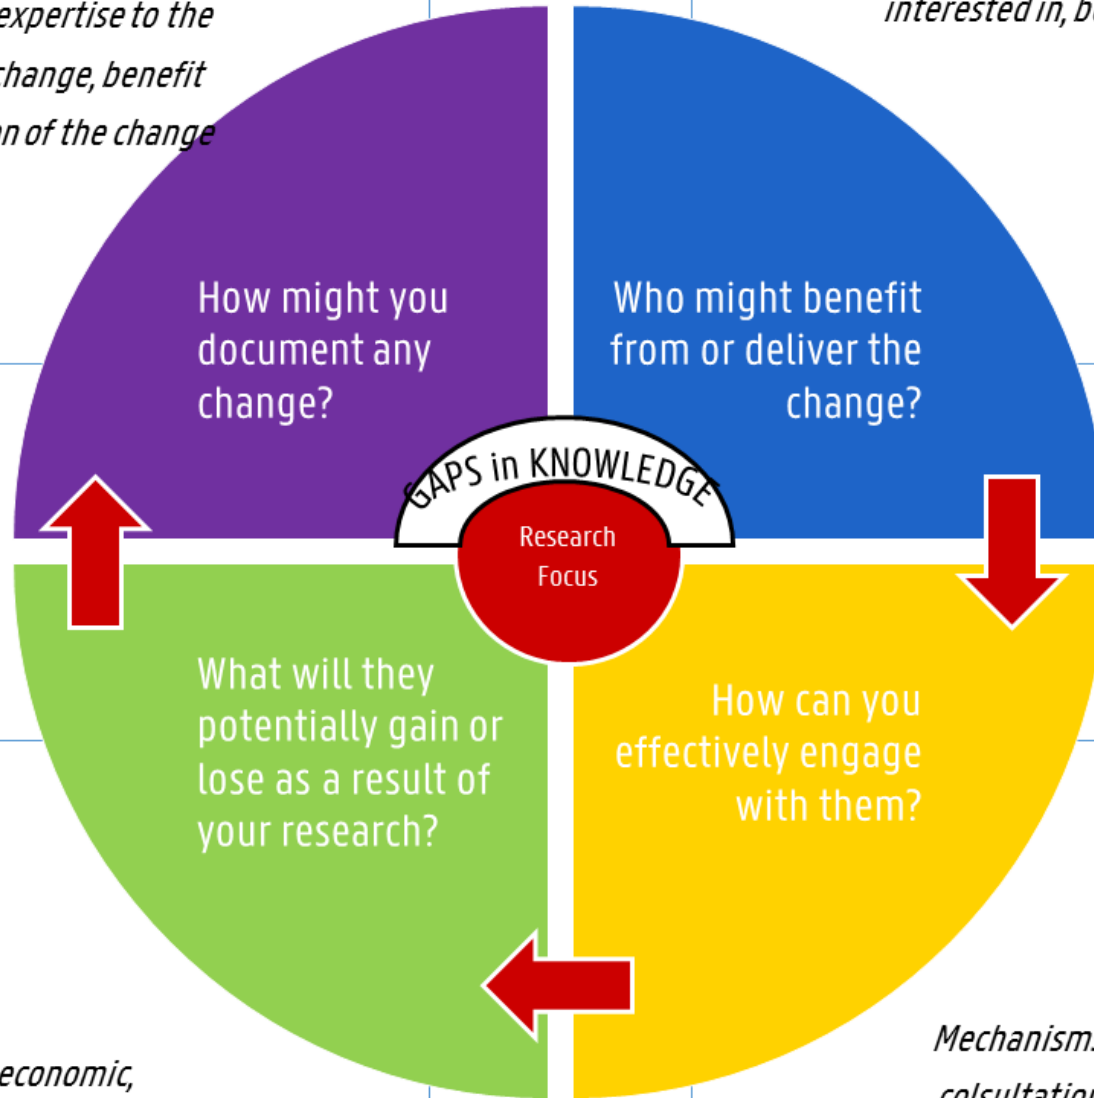 expertise to the
change, benefit
of the change
interested in,
How might you
document any
change?
Who might benefit
from or deliver the
change?
GAPS in KNOWLEDGE
Research
Focus
What will they
potentially gain or
lose as a result of
your research?
How can you
effectively engage
with them?
economic,
Mechanisms
colsultation